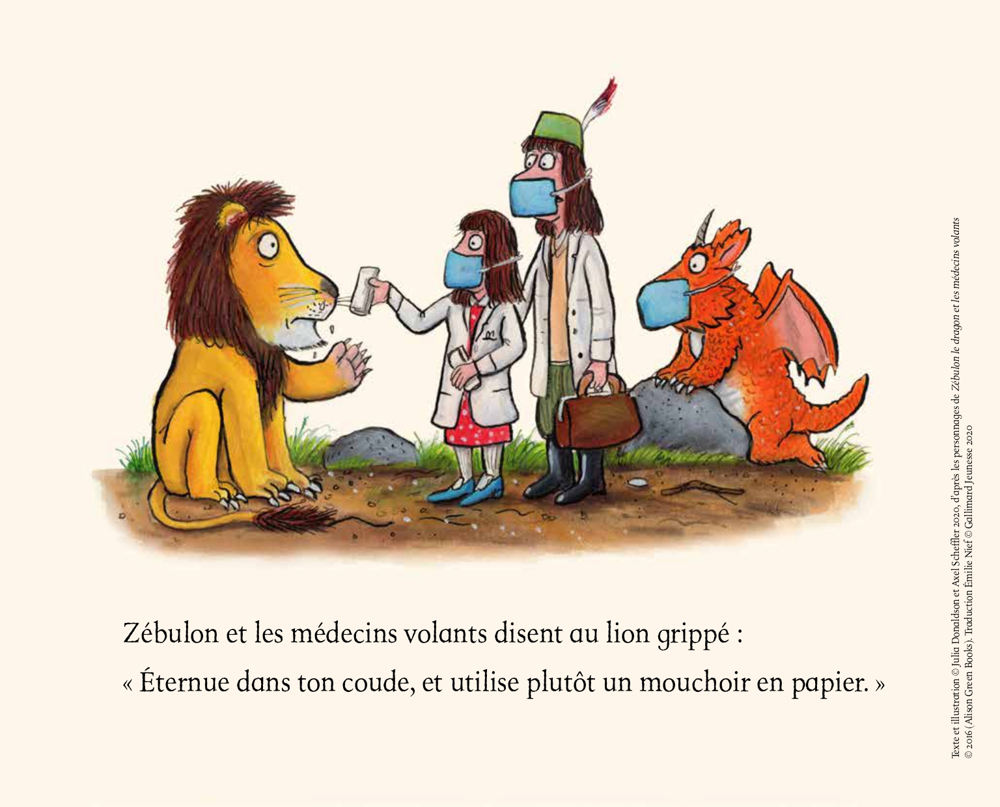 Zébulon et les médecins volants disent au lion grippé :
« Éternue dans ton coude, et utilise plutôt un mouchoir en papier. »
Texte et illustration © Julia Donaldson et Axel Scheffler 2020, d'après les personnages de Zébulon le dragon et les médecins volants
© 2016 (Alison Green Books). Traduction Émilie Nief © Gallimard Jeunesse 2020